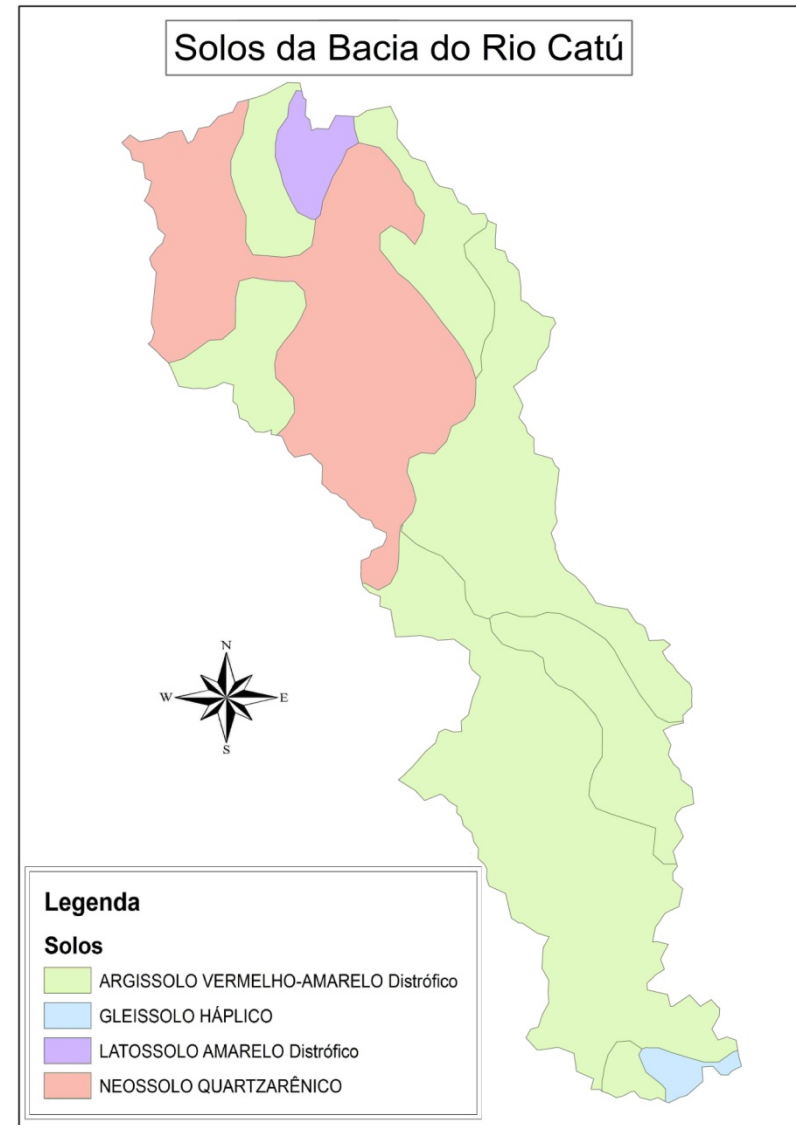 Solos da Bacia do Rio Catú
N
W E
S
Legenda
Solos
ARGISSOLO VERMELHO-AMARELO Distrófico
GLEISSOLO HÁPLICO
LATOSSOLO AMARELO Distrófico
NEOSSOLO QUARTZARÊNICO